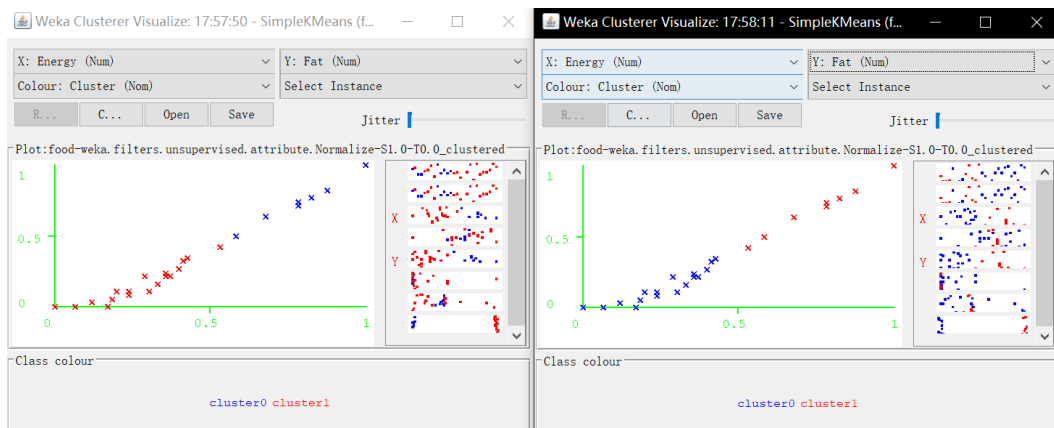 Weka Clusterer Visualize: 17:57:50 - SimpleKMeans (f...
X: Energy (Num)
Y: Fat (Num)
Colour: Cluster (Nom)
Select Instance
R...
C...
Open
Save
Jitter
Plot:food-weka.filters.unsupervised.attribute.Normalize-S1.0-T0.0_clustered
1
0.5
0
0
0.5
1
X
Y
Class colour
cluster0 cluster1
Weka Clusterer Visualize: 17:58:11 - SimpleKMeans (f...
X: Energy (Num)
Y: Fat (Num)
Colour: Cluster (Nom)
Select Instance
R...
C...
Open
Save
Jitter
Plot:food-weka.filters.unsupervised.attribute.Normalize-S1.0-T0.0_clustered
1
0.5
0
0
0.5
1
X
Y
Class colour
cluster0 cluster1